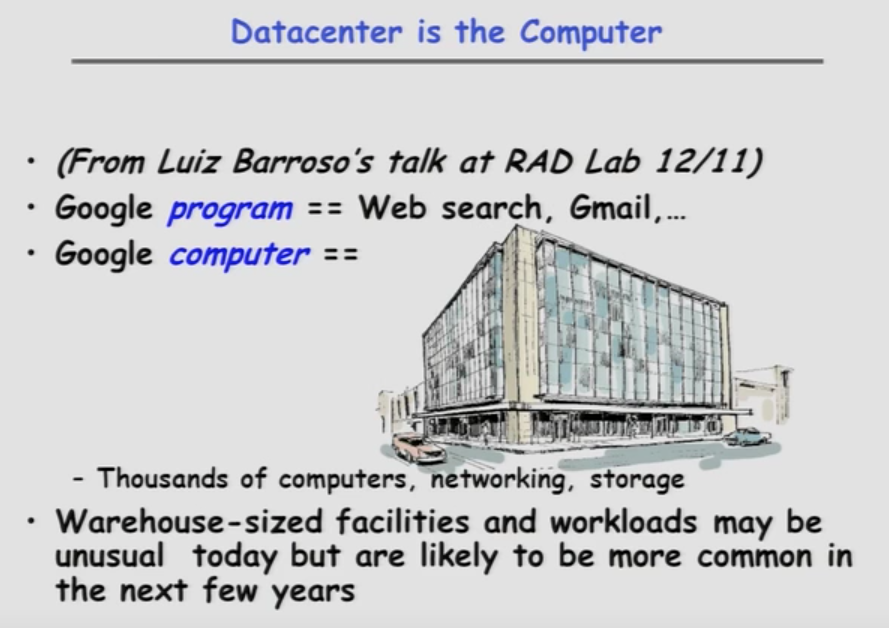 Datacenter is the Computer
• (From Luiz Barroso's talk at RAD Lab 12/11)
• Google program == Web search, Gmail,...
• Google computer ==
- Thousands of computers, networking, storage
• Warehouse-sized facilities and workloads may be
unusual today but are likely to be more common in
the next few years